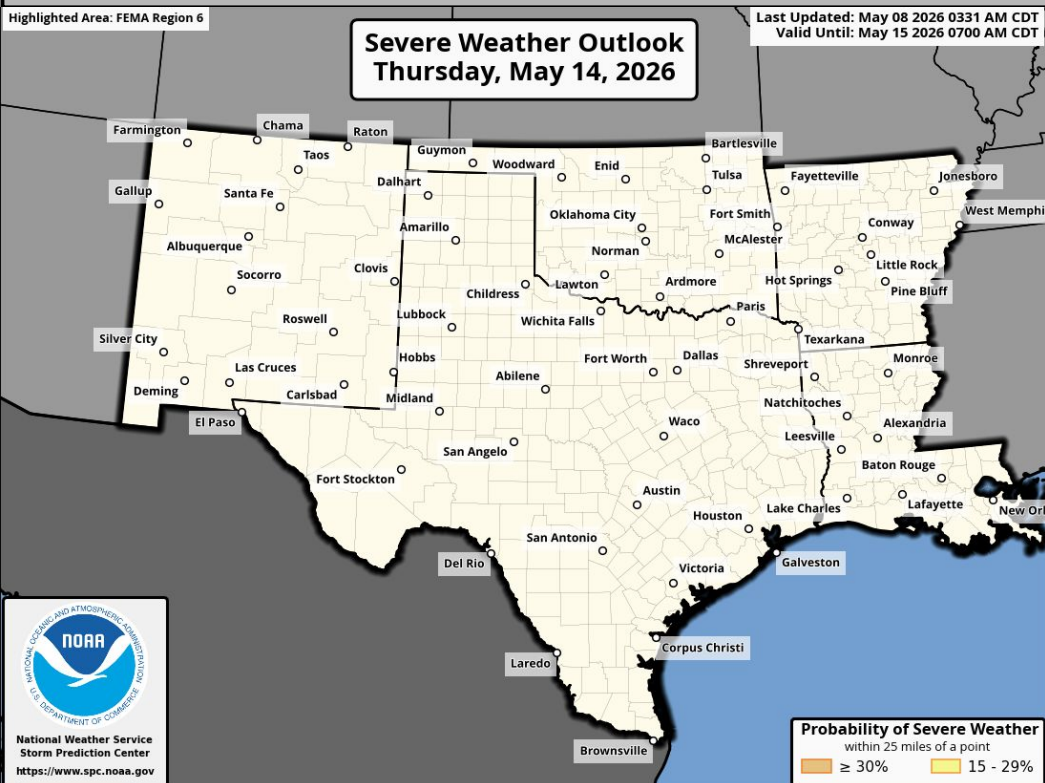 Highlighted Area: FEMA Region 6
Severe Weather Outlook
Thursday, May 14, 2026
Last Updated: May 08 2026 0331 AM CDT
Valid Until: May 15 2026 0700 AM CDT
Farmington
Chama
Raton
Taos
Guymon
Woodward
Enid
Bartlesville
Tulsa
Fayetteville
Jonesboro
Gallup
Santa Fe
Dalhart
Oklahoma City
Fort Smith
Conway
West Memphi
Albuquerque
Amarillo
Norman
McAlester
Little Rock
Socorro
Clovis
Childress
Lawton
Ardmore
Hot Springs
Pine Bluff
Roswell
Lubbock
Wichita Falls
Paris
Texarkana
Silver City
Las Cruces
Hobbs
Fort Worth
Dallas
Shreveport
Monroe
Deming
Carlsbad
Midland
Abilene
Natchitoches
El Paso
San Angelo
Waco
Leesville
Alexandria
Fort Stockton
Austin
Baton Rouge
Houston
Lake Charles
Lafayette
New Orl
Del Rio
San Antonio
Victoria
Galveston
Laredo
Corpus Christi
Brownsville
NATIONAL OCEANIC AND ATMOSPHERIC ADMINISTRATION
NOAA
U.S. DEPARTMENT OF COMMERCE
National Weather Service
Storm Prediction Center
https://www.spc.noaa.gov
Probability of Severe Weather
within 25 miles of a point
≥ 30%
15 - 29%